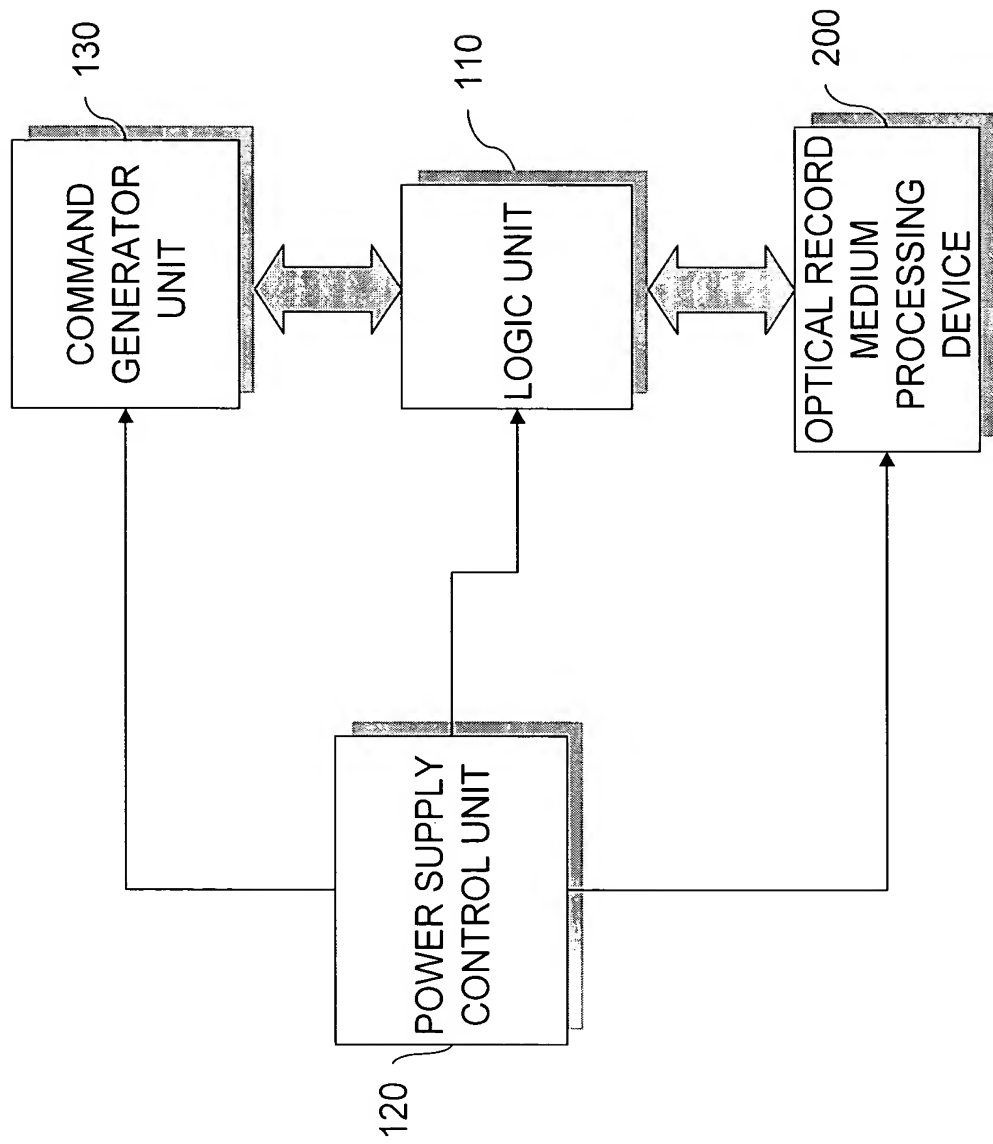 130
COMMAND
GENERATOR
UNIT
110
LOGIC UNIT
200
OPTICAL RECORD
MEDIUM
PROCESSING
DEVICE
POWER SUPPLY
CONTROL UNIT
120